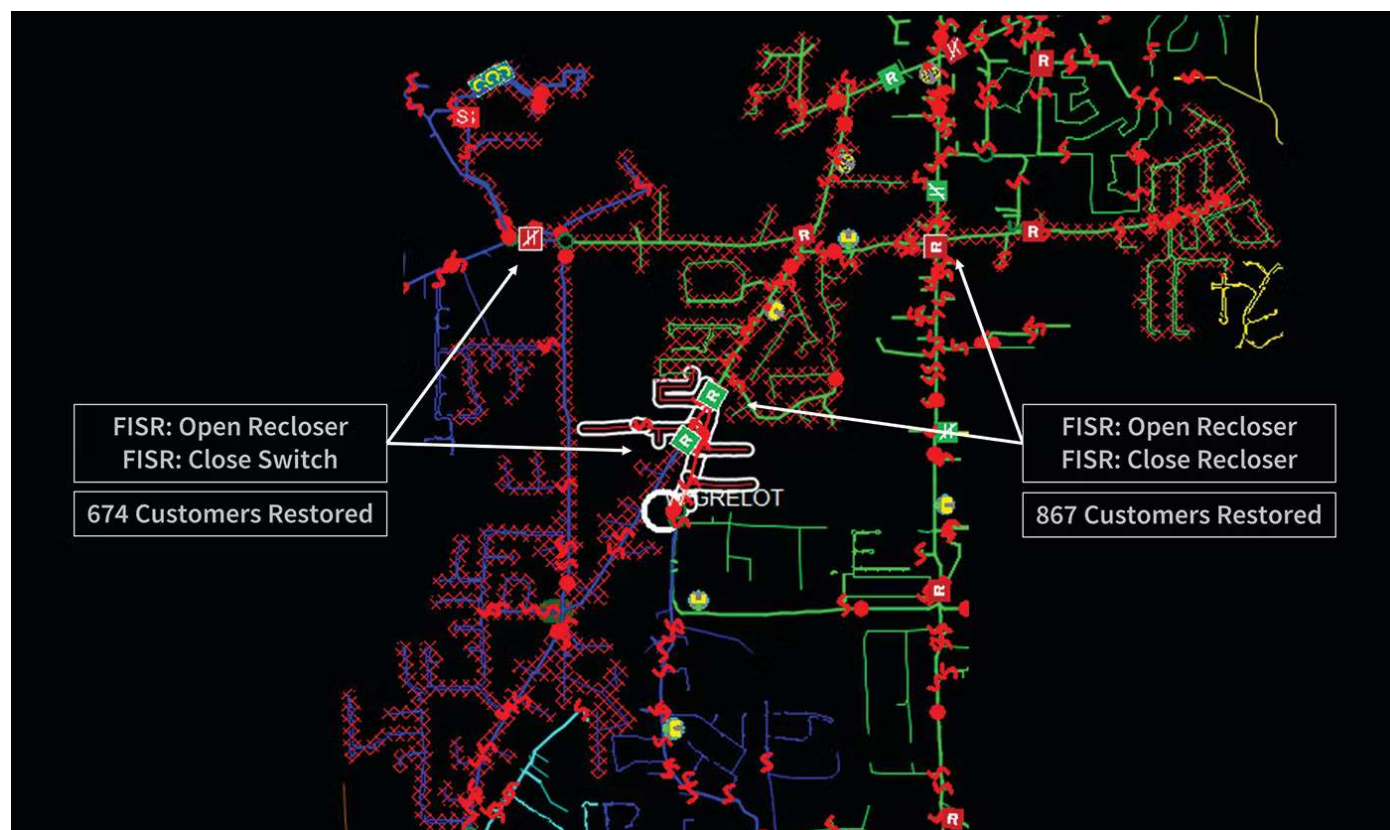 S
R
R
R
R
R
R
FISR: Open Recloser
FISR: Close Switch
674 Customers Restored
R
R
FISR: Open Recloser
FISR: Close Recloser
867 Customers Restored
GRELOT
R
R